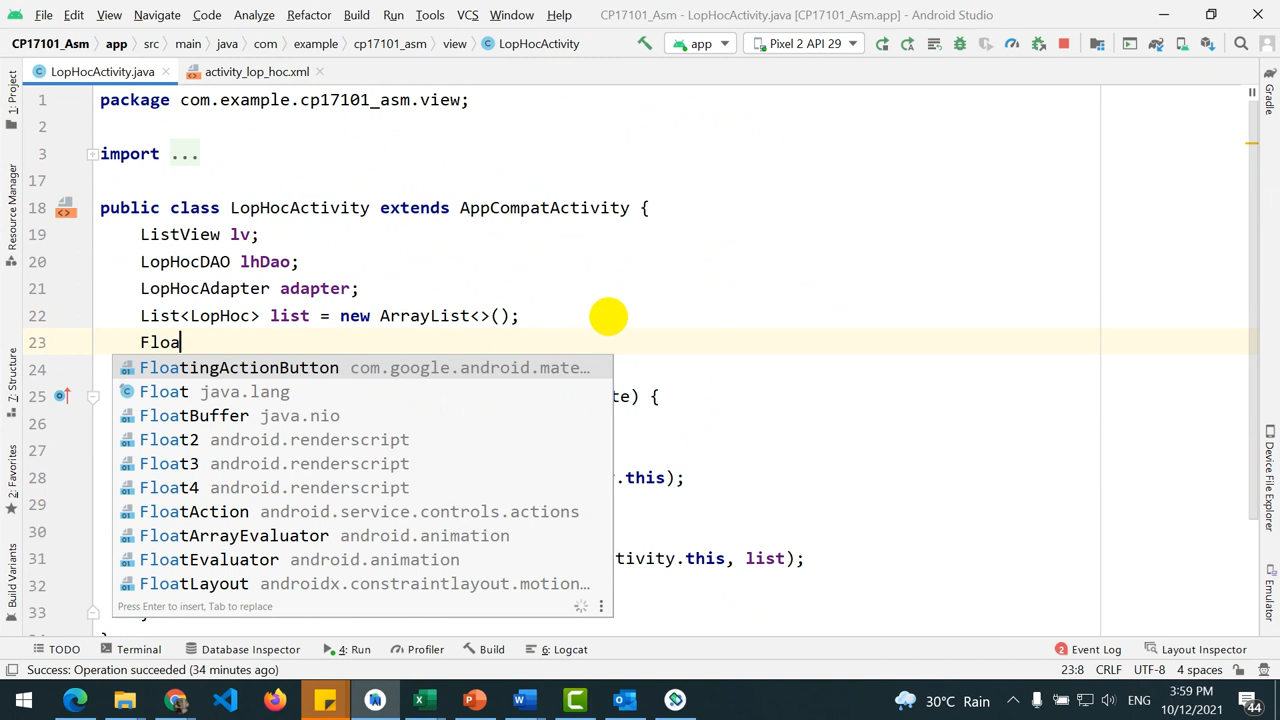 File Edit View Navigate Code Analyze Refactor Build Run Tools VCS Window Help CP17101_Asm - LopHocActivity.java [CP17101_Asm.app] - Android Studio
CP17101_Asm app src main java com example cp17101_asm view LopHocActivity app Pixel 2 API 29
LopHocActivity.java activity_lop_hoc.xml
1 package com.example.cp17101_asm.view;
2
3 import ...
17
18 public class LopHocActivity extends AppCompatActivity {
19 ListView lv;
20 LopHocDAO lhDao;
21 LopHocAdapter adapter;
22 List<LopHoc> list = new ArrayList<>();
23 Floa
24
25 te) {
26
27
28 .this);
29
30
31 tivity.this, list);
32
33
FloatingActionButton com.google.android.mate…
Float java.lang
FloatBuffer java.nio
Float2 android.renderscript
Float3 android.renderscript
Float4 android.renderscript
FloatAction android.service.controls.actions
FloatArrayEvaluator android.animation
FloatEvaluator android.animation
FloatLayout androidx.constraintlayout.motion…
Press Enter to insert, Tab to replace
1: Project
Resource Manager
7: Structure
2: Favorites
Build Variants
Gradle
Device File Explorer
Emulator
TODO Terminal Database Inspector 4: Run Profiler Build 6: Logcat 2 Event Log Layout Inspector
Success: Operation succeeded (34 minutes ago) 23:8 CRLF UTF-8 4 spaces
30°C Rain ENG 3:59 PM
10/12/2021 44